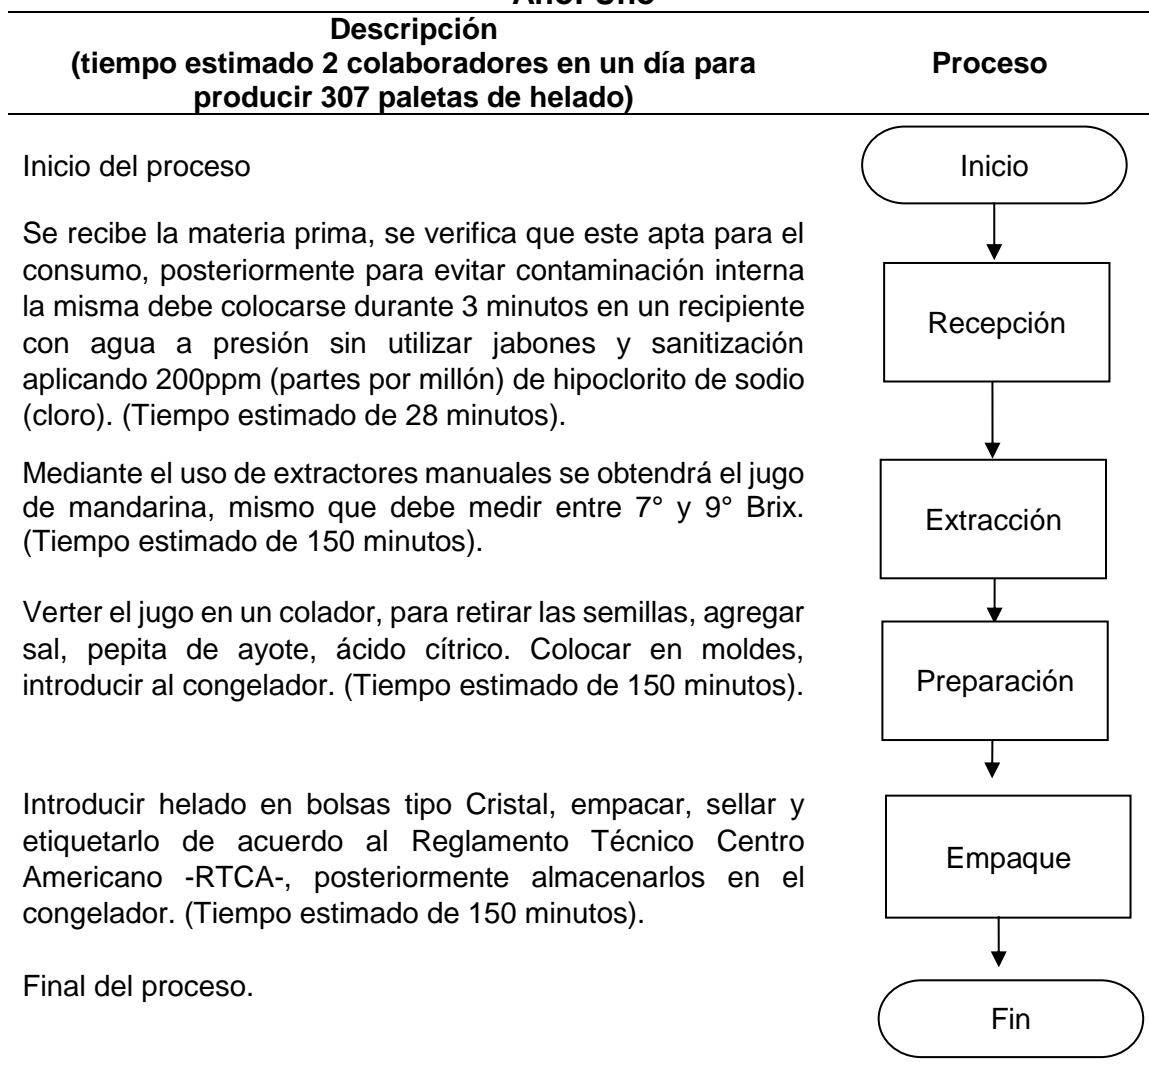 Año: Uno
Descripción
(tiempo estimado 2 colaboradores en un día para
producir 307 paletas de helado)
Proceso
Inicio del proceso
Inicio
Se recibe la materia prima, se verifica que este apta para el
consumo, posteriormente para evitar contaminación interna
la misma debe colocarse durante 3 minutos en un recipiente
con agua a presión sin utilizar jabones y sanitización
aplicando 200ppm (partes por millón) de hipoclorito de sodio
(cloro). (Tiempo estimado de 28 minutos).
Recepción
Mediante el uso de extractores manuales se obtendrá el jugo
de mandarina, mismo que debe medir entre 7° y 9° Brix.
(Tiempo estimado de 150 minutos).
Extracción
Verter el jugo en un colador, para retirar las semillas, agregar
sal, pepita de ayote, ácido cítrico. Colocar en moldes,
introducir al congelador. (Tiempo estimado de 150 minutos).
Preparación
Introducir helado en bolsas tipo Cristal, empacar, sellar y
etiquetarlo de acuerdo al Reglamento Técnico Centro
Americano -RTCA-, posteriormente almacenarlos en el
congelador. (Tiempo estimado de 150 minutos).
Empaque
Final del proceso.
Fin